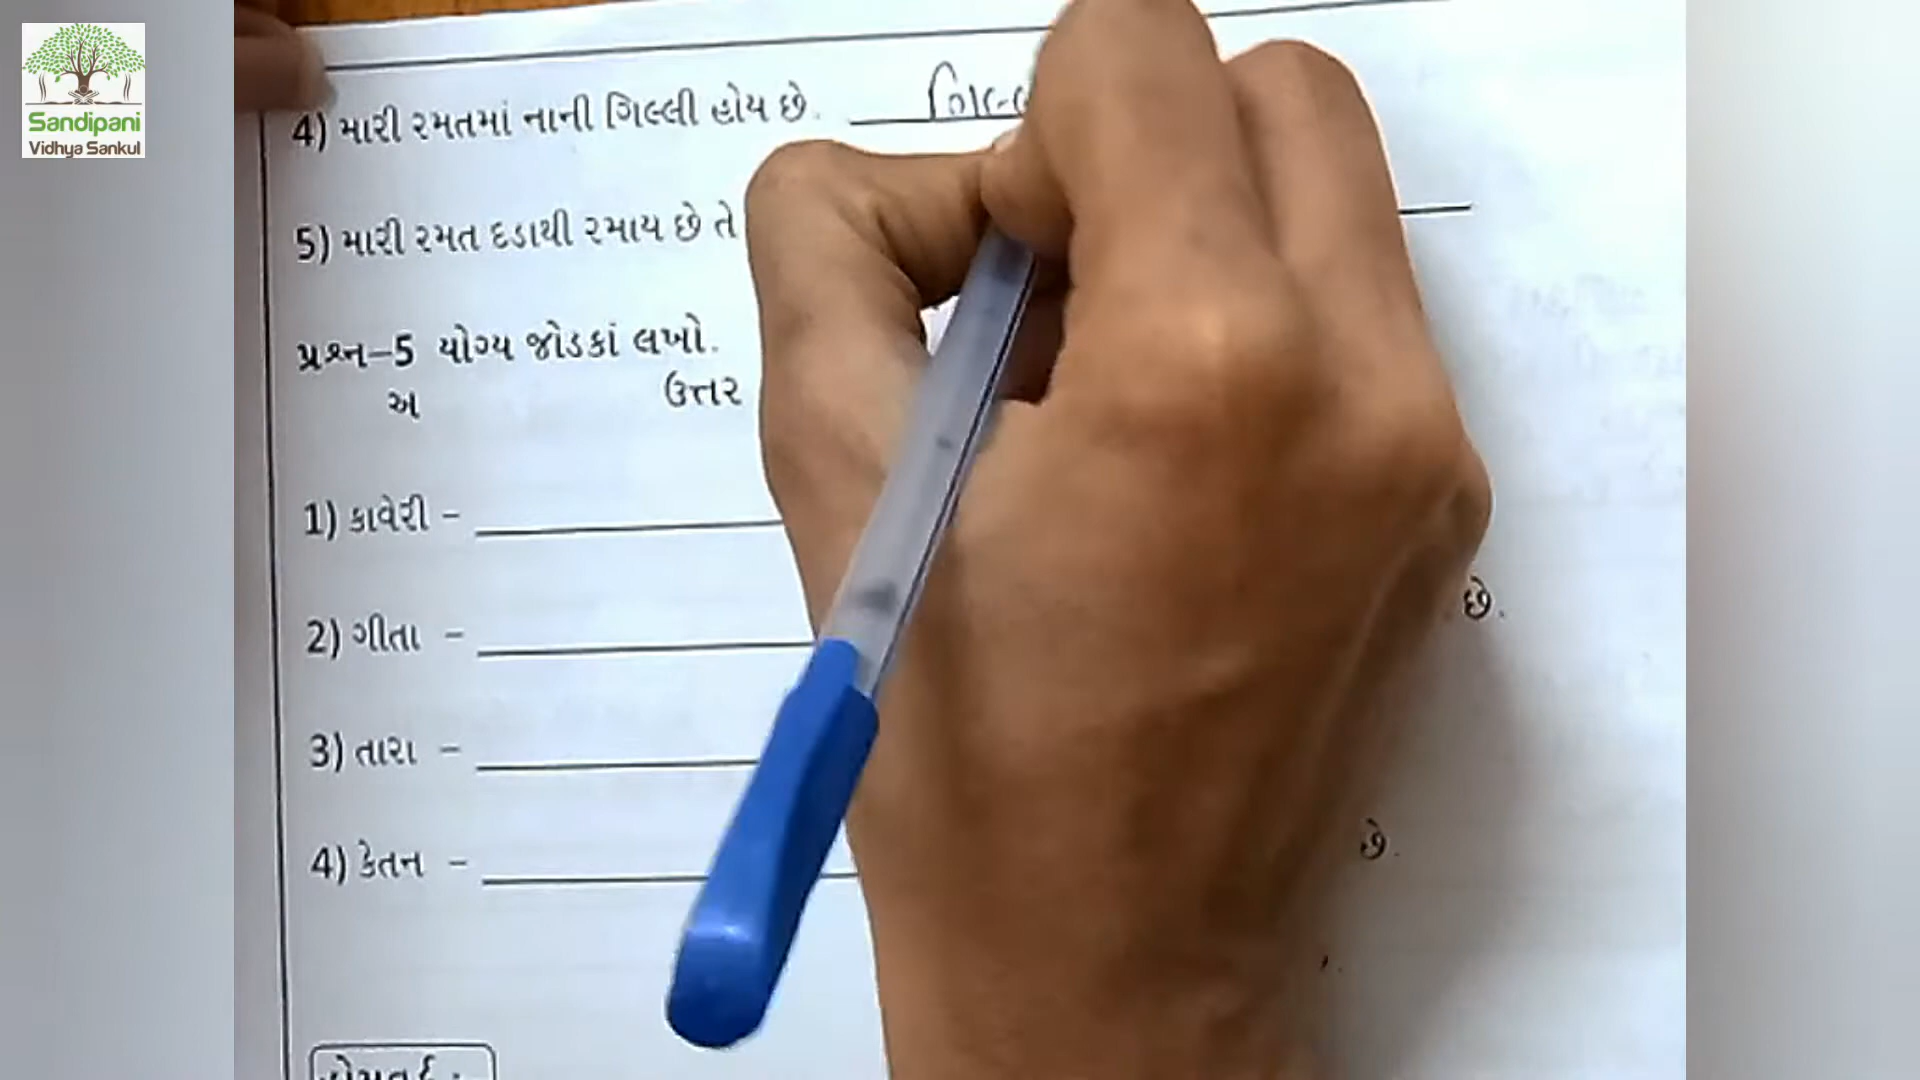 Sandipani
Vidhya Sankul
4) મારી રમતમાં નાની ગિલ્લી હોય છે.
5) મારી રમત દડાથી રમાય છે તે
પ્રશ્ન-5 યોગ્ય જોડકાં લખો.
અ ઉત્તર
1) કાવેરી -
2) ગીતા -
છે.
3) તારા -
છે.
4) કેતન -